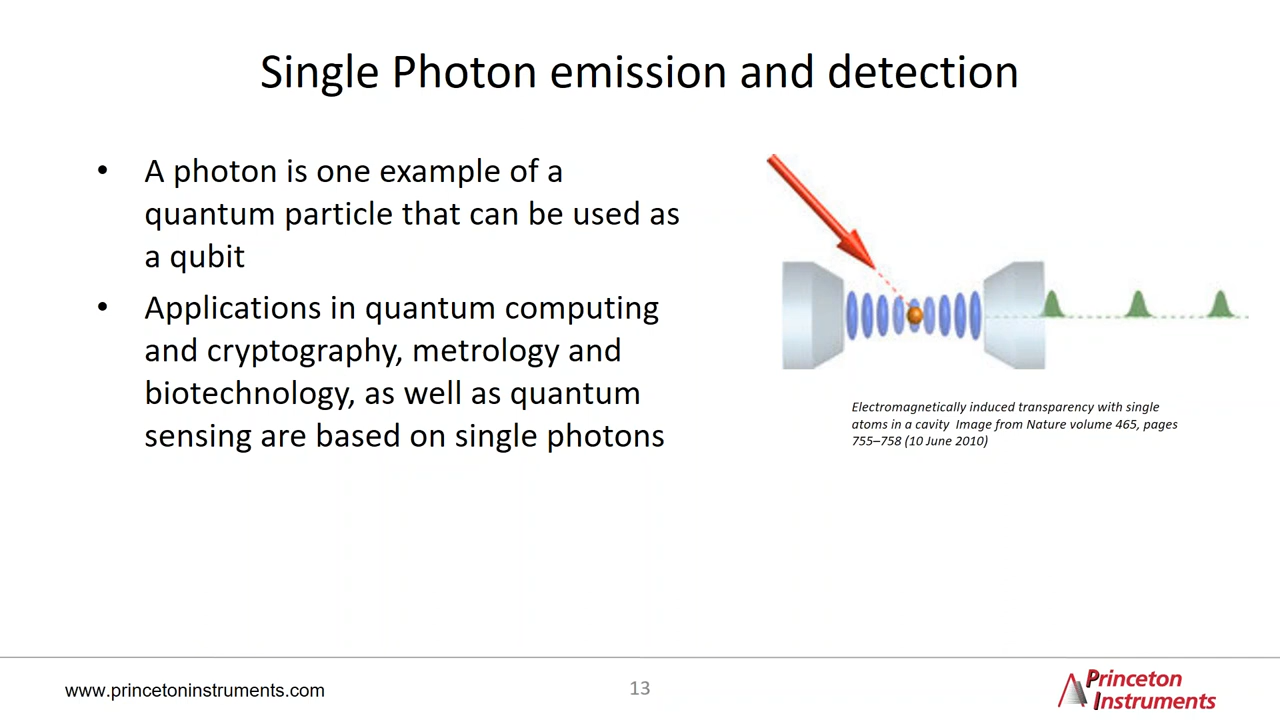 Single Photon emission and detection
• A photon is one example of a
quantum particle that can be used as
a qubit
• Applications in quantum computing
and cryptography, metrology and
biotechnology, as well as quantum
sensing are based on single photons
Electromagnetically induced transparency with single
atoms in a cavity Image from Nature volume 465, pages
755–758 (10 June 2010)
www.princetoninstruments.com
13
Princeton
Instruments